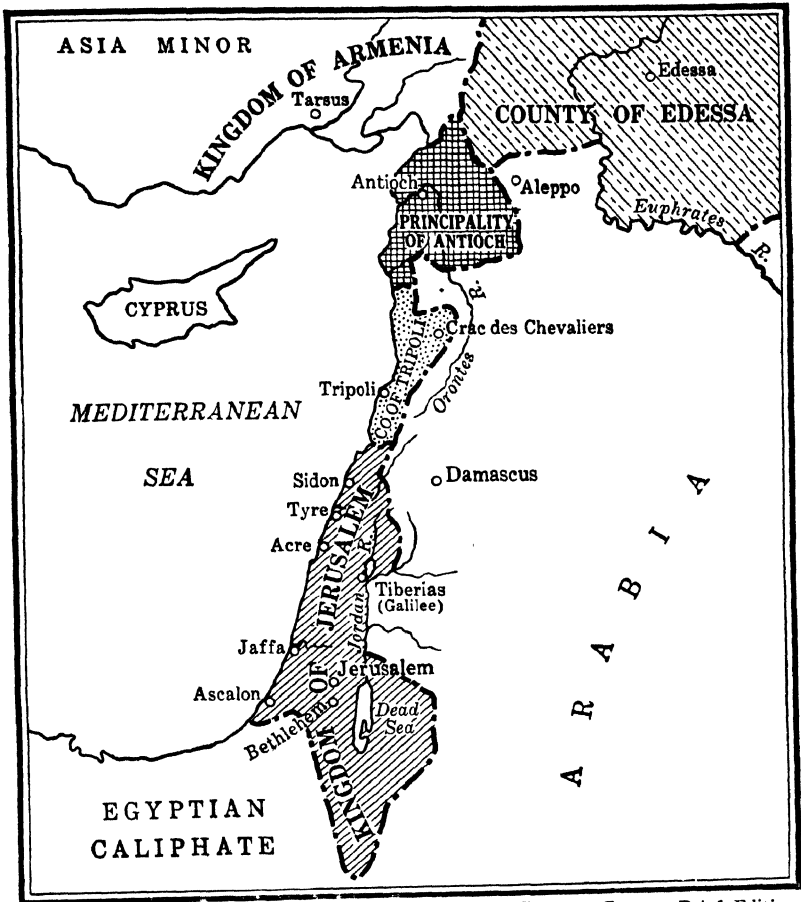 ASIA MINOR
KINGDOM OF ARMENIA
Tarsus
Edessa
COUNTY OF EDESSA
Antioch
Aleppo
PRINCIPALITY
OF ANTIOCH
Euphrates
R.
CYPRUS
R.
Orontes
Crac des Chevaliers
CO OF TRIPOLI
Tripoli
MEDITERRANEAN
SEA
Sidon
Damascus
Tyre
Acre
KINGDOM OF JERUSALEM
Jordan R.
Tiberias
(Galilee)
Jaffa
Jerusalem
Ascalon
Bethlehem
Dead
Sea
ARABIA
EGYPTIAN
CALIPHATE